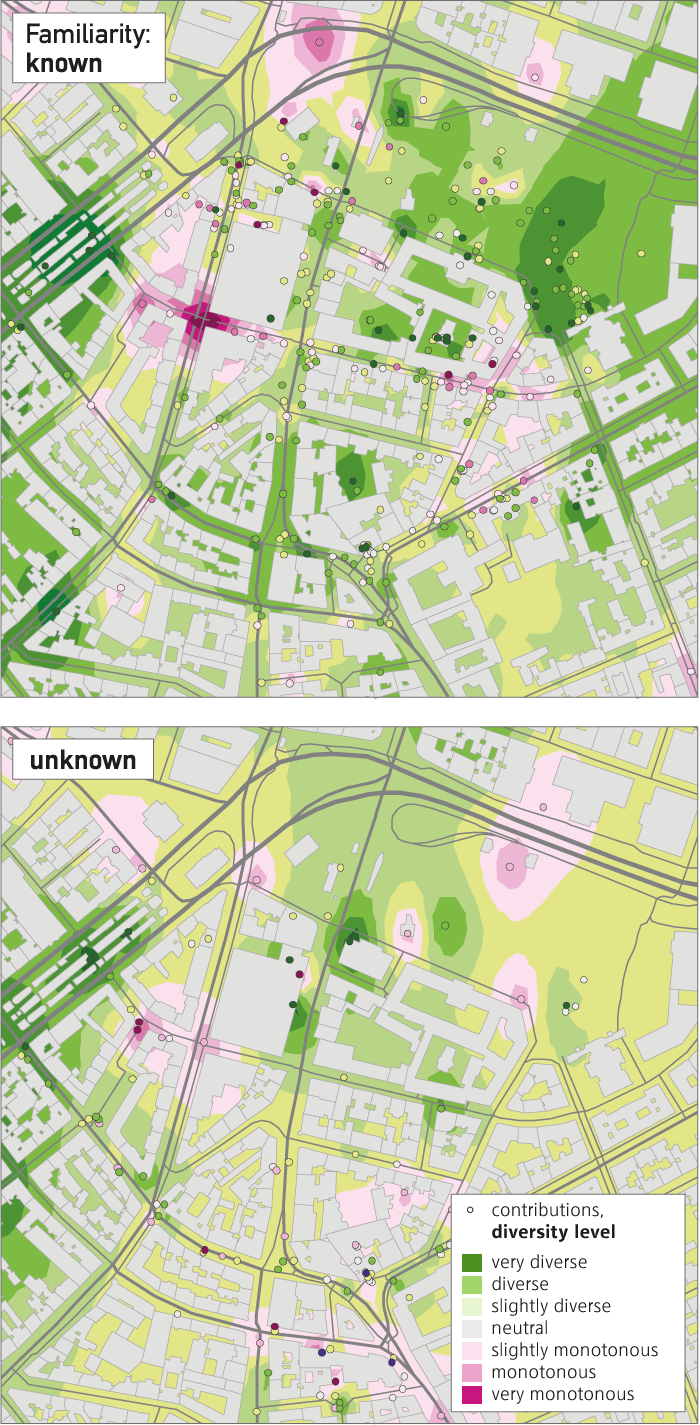 Familiarity:
known
unknown
contributions,
diversity level
very diverse
diverse
slightly diverse
neutral
slightly monotonous
monotonous
very monotonous